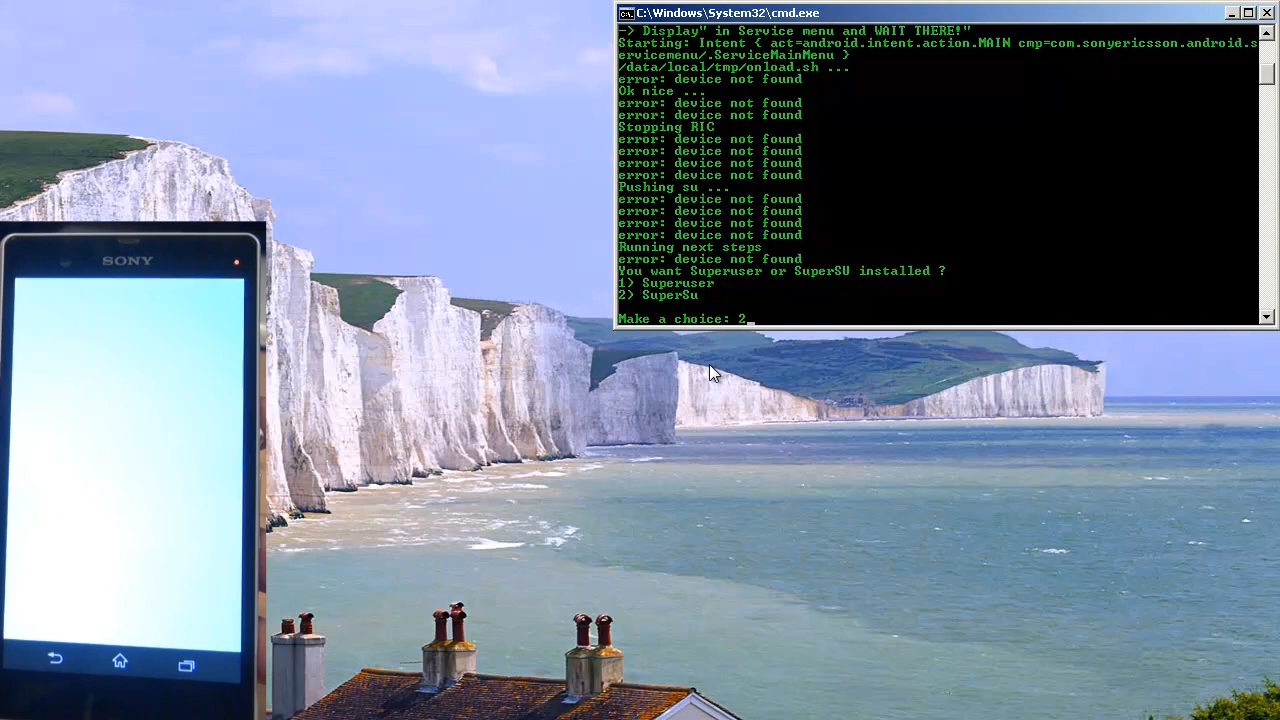 C:\Windows\System32\cmd.exe
-> Display" in Service menu and WAIT THERE!"
Starting: Intent { act=android.intent.action.MAIN cmp=com.sonyericsson.android.s
ervicemenu/.ServiceMainMenu }
/data/local/tmp/onload.sh ...
error: device not found
Ok nice ...
error: device not found
error: device not found
Stopping RIC
error: device not found
error: device not found
error: device not found
error: device not found
Pushing su ...
error: device not found
error: device not found
error: device not found
error: device not found
Running next steps
error: device not found
You want Superuser or SuperSU installed ?
1) Superuser
2) SuperSu
Make a choice: 2
SONY